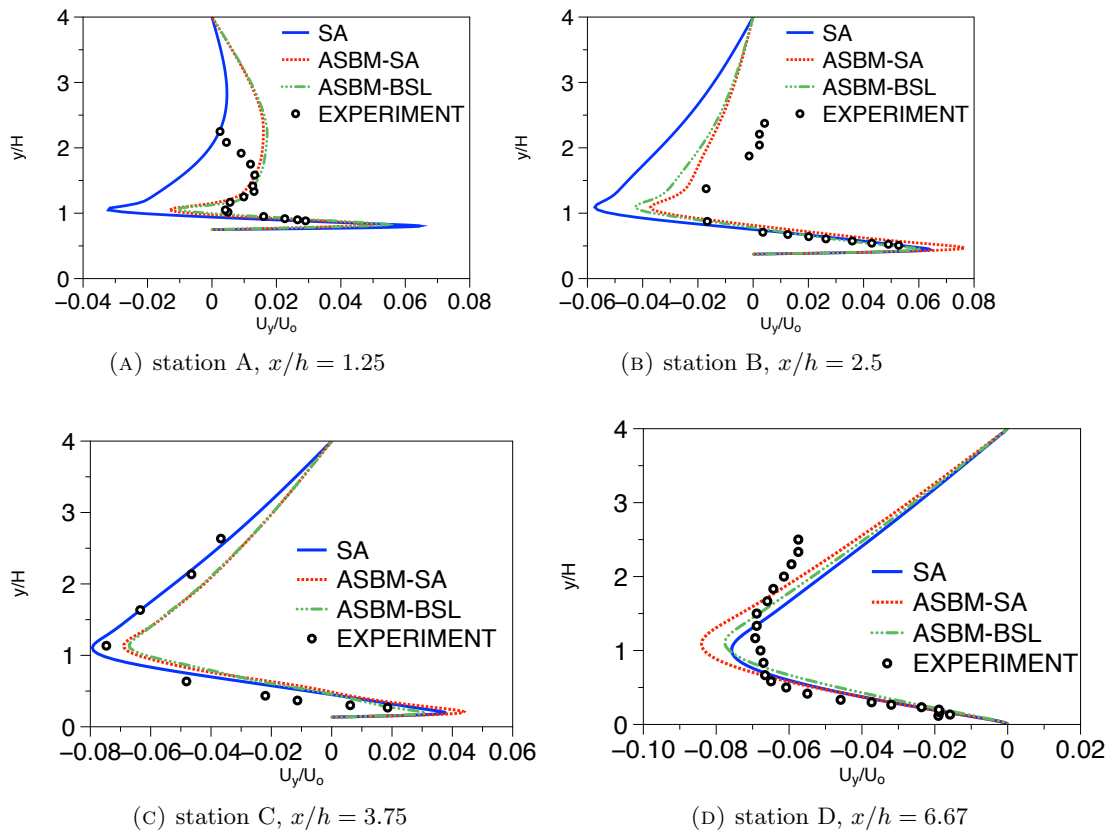 4
3
2
1
0
y/H
−0.04 −0.02 0 0.02 0.04 0.06 0.08
Uy/Uo
SA
ASBM-SA
ASBM-BSL
EXPERIMENT
(A) station A, x/h = 1.25
4
3
2
1
0
y/H
−0.06 −0.04 −0.02 0 0.02 0.04 0.06 0.08
Uy/Uo
SA
ASBM-SA
ASBM-BSL
EXPERIMENT
(B) station B, x/h = 2.5
4
3
2
1
0
y/H
−0.08 −0.06 −0.04 −0.02 0 0.02 0.04 0.06
Uy/Uo
SA
ASBM-SA
ASBM-BSL
EXPERIMENT
(C) station C, x/h = 3.75
4
3
2
1
0
y/H
−0.10 −0.08 −0.06 −0.04 −0.02 0 0.02
Uy/Uo
SA
ASBM-SA
ASBM-BSL
EXPERIMENT
(D) station D, x/h = 6.67